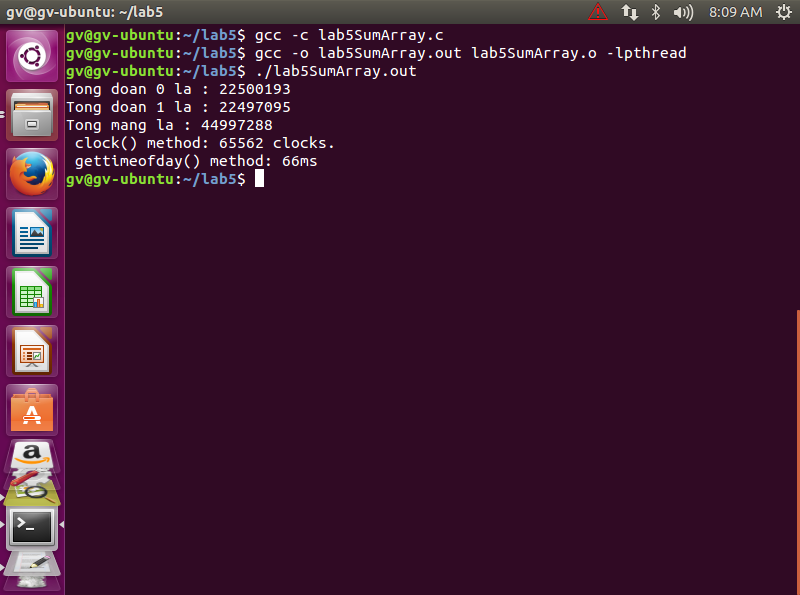 gv@gv-ubuntu: ~/lab5
8:09 AM
gv@gv-ubuntu:~/lab5$ gcc -c lab5SumArray.c
gv@gv-ubuntu:~/lab5$ gcc -o lab5SumArray.out lab5SumArray.o -lpthread
gv@gv-ubuntu:~/lab5$ ./lab5SumArray.out
Tong doan 0 la : 22500193
Tong doan 1 la : 22497095
Tong mang la : 44997288
 clock() method: 65562 clocks.
 gettimeofday() method: 66ms
gv@gv-ubuntu:~/lab5$